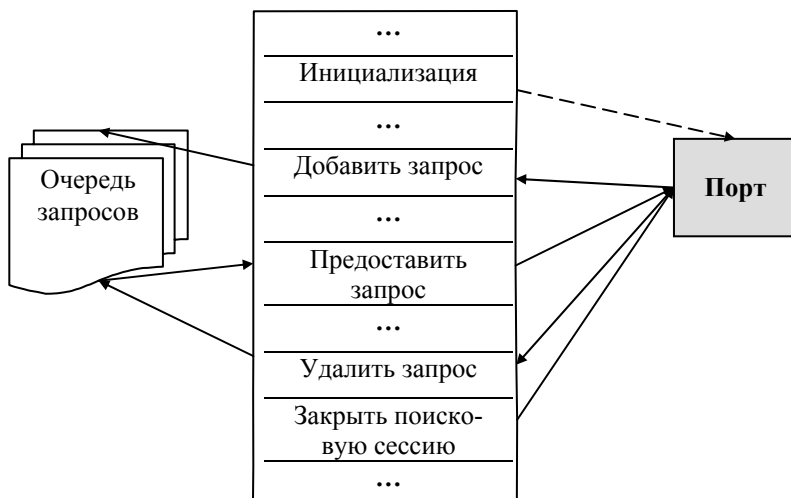 ...
Инициализация
...
Добавить запрос
...
Предоставить
запрос
...
Удалить запрос
Закрыть поиско-
вую сессию
...
Очередь
запросов
Порт